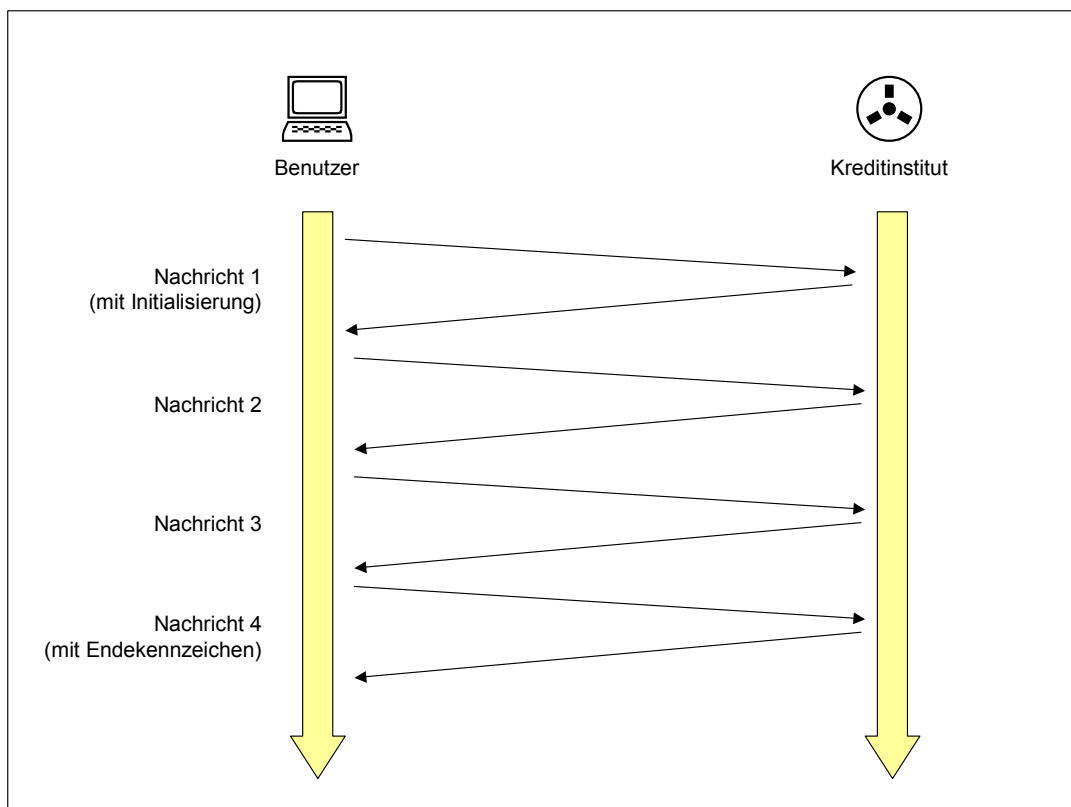 Benutzer
Kreditinstitut
Nachricht 1
(mit Initialisierung)
Nachricht 2
Nachricht 3
Nachricht 4
(mit Endekennzeichen)